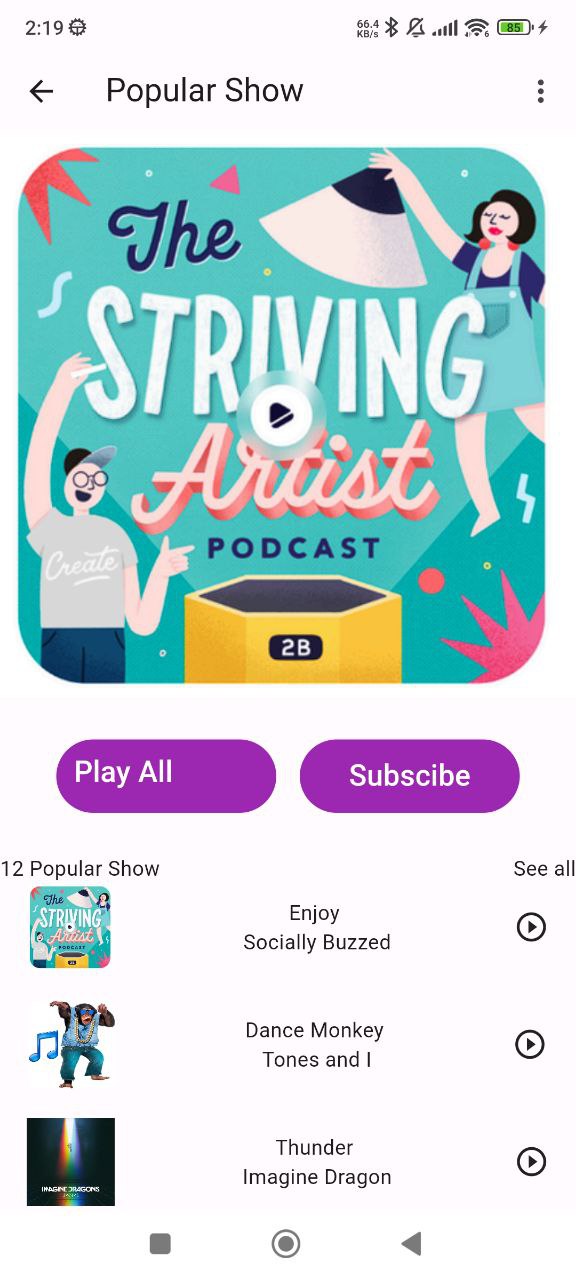 2:19
66.4
KB/s
6
85
Popular Show
The
STRIVING
Artist
PODCAST
Create
2B
Play All
Subscibe
12 Popular Show
See all
The
STRIVING
Artist
PODCAST
Enjoy
Socially Buzzed
Dance Monkey
Tones and I
IMAGINE DRAGONS
Thunder
Imagine Dragon